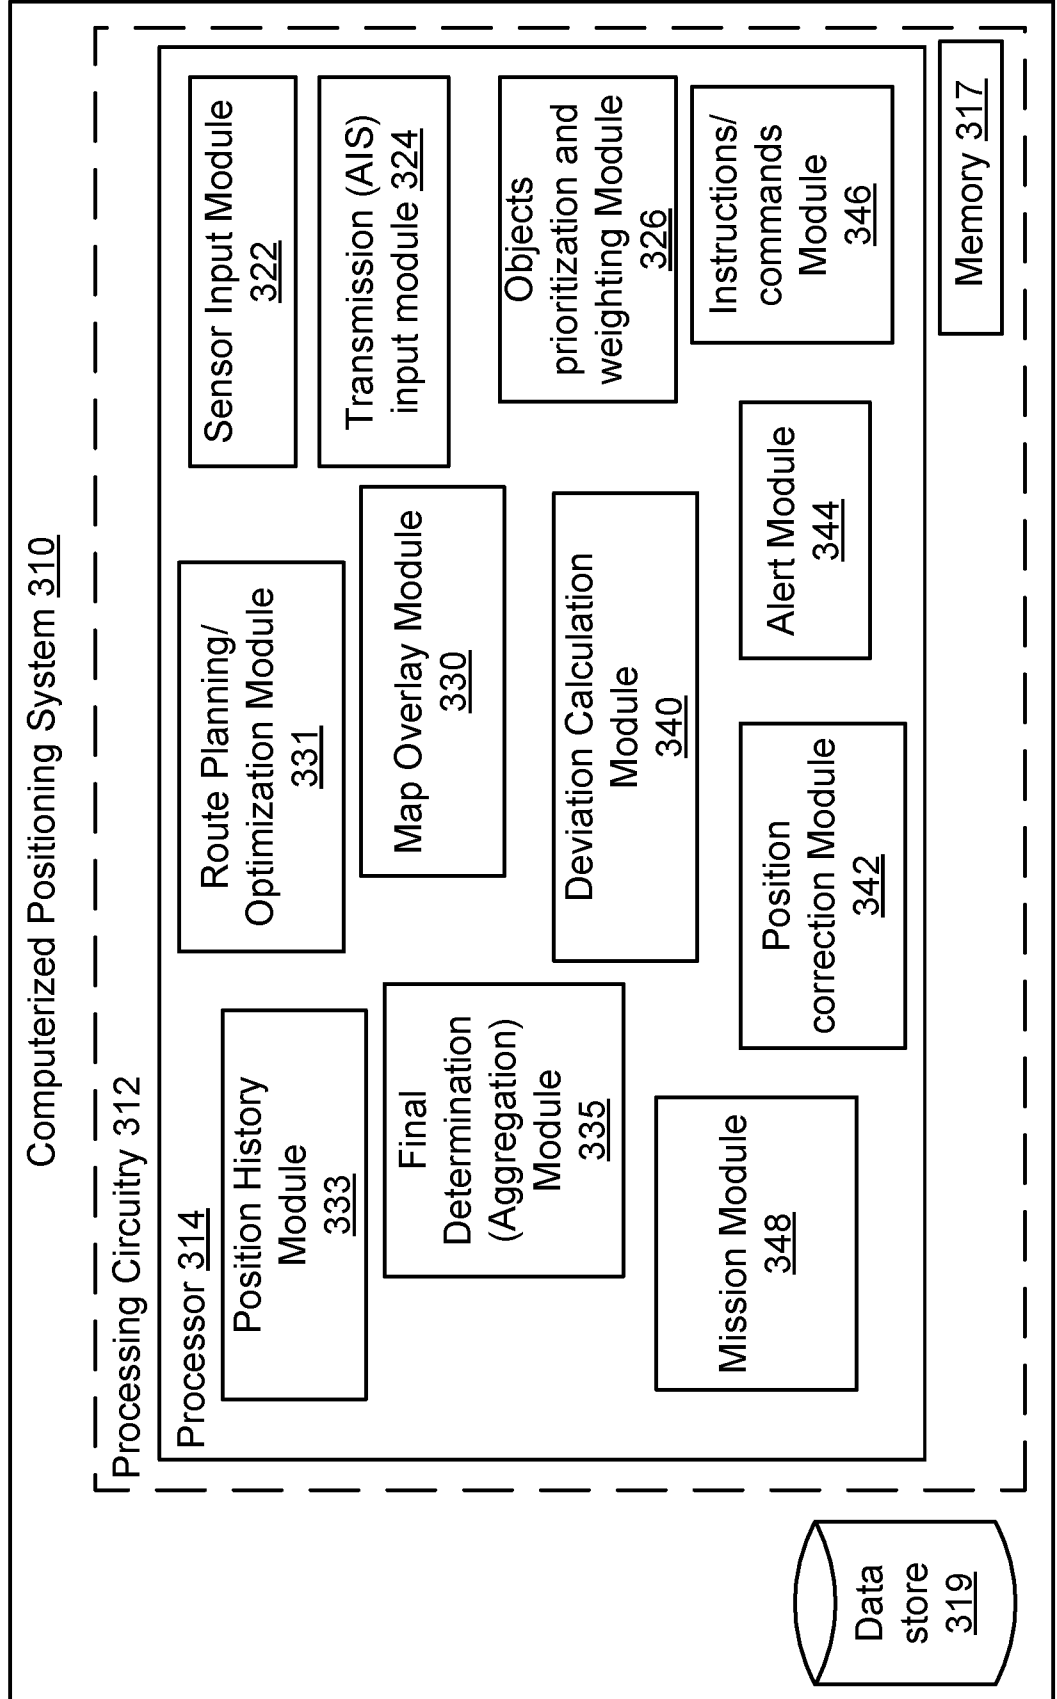 Computerized Positioning System 310
Processing Circuitry 312
Processor 314
Position History
Module
333
Route Planning/
Optimization Module
331
Sensor Input Module
322
Transmission (AIS)
input module 324
Map Overlay Module
330
Final
Determination
(Aggregation)
Module
335
Objects
prioritization and
weighting Module
326
Deviation Calculation
Module
340
Instructions/
commands
Module
346
Mission Module
348
Position
correction Module
342
Alert Module
344
Data
store
319
Memory 317